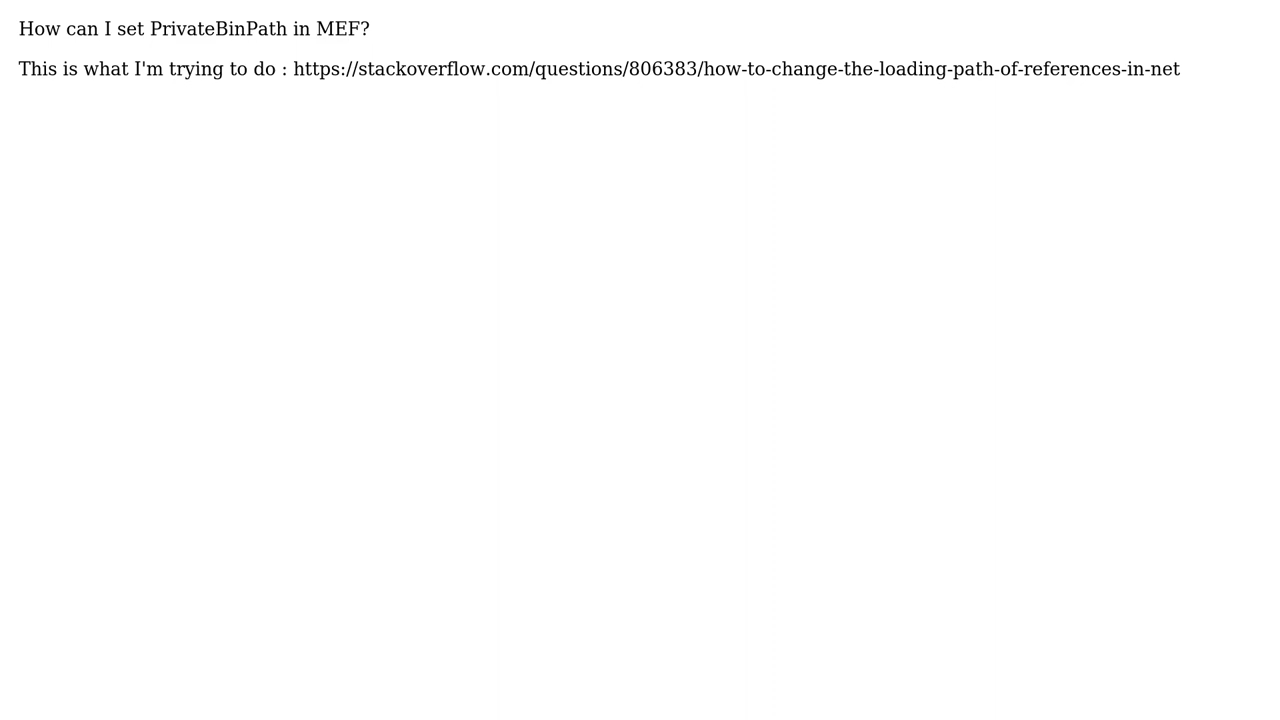 How can I set PrivateBinPath in MEF?
This is what I'm trying to do : https://stackoverflow.com/questions/806383/how-to-change-the-loading-path-of-references-in-net